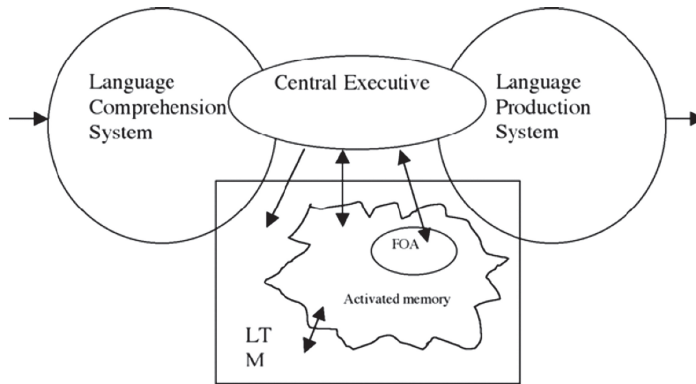 Language
Comprehension
System
Central Executive
Language
Production
System
FOA
Activated memory
LT
M